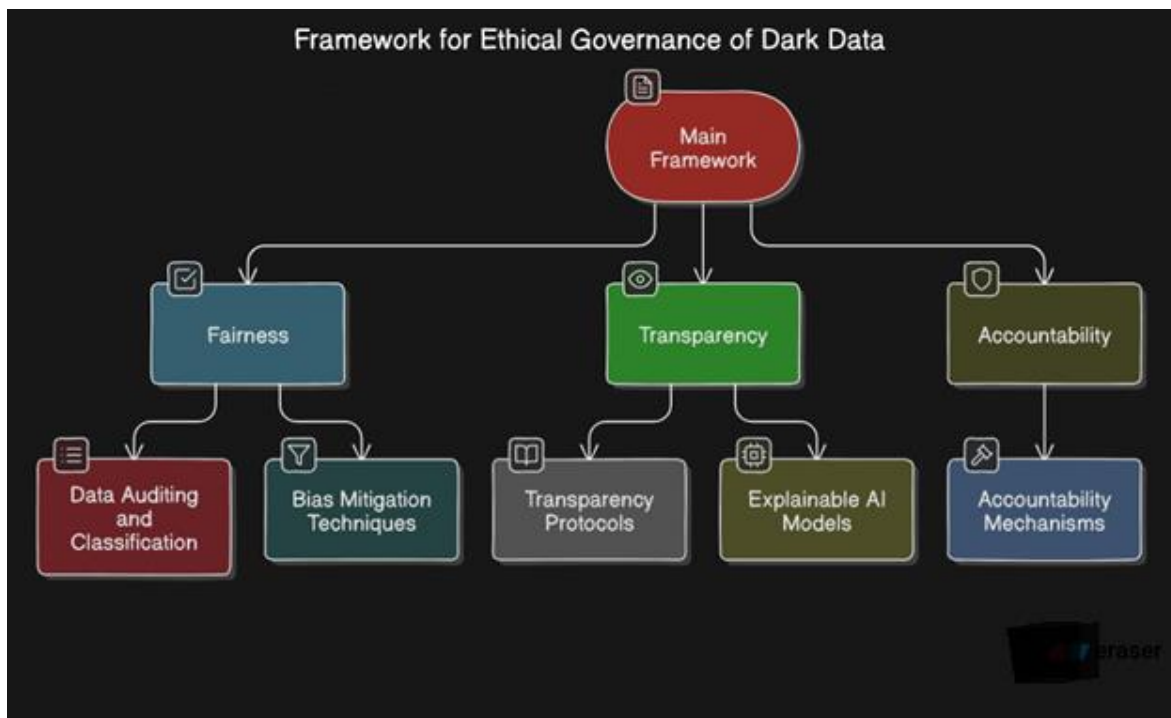 Framework for Ethical Governance of Dark Data
Main
Framework
Fairness
Transparency
Accountability
Data Auditing
and
Classification
Bias Mitigation
Techniques
Transparency
Protocols
Explainable AI
Models
Accountability
Mechanisms
eraser